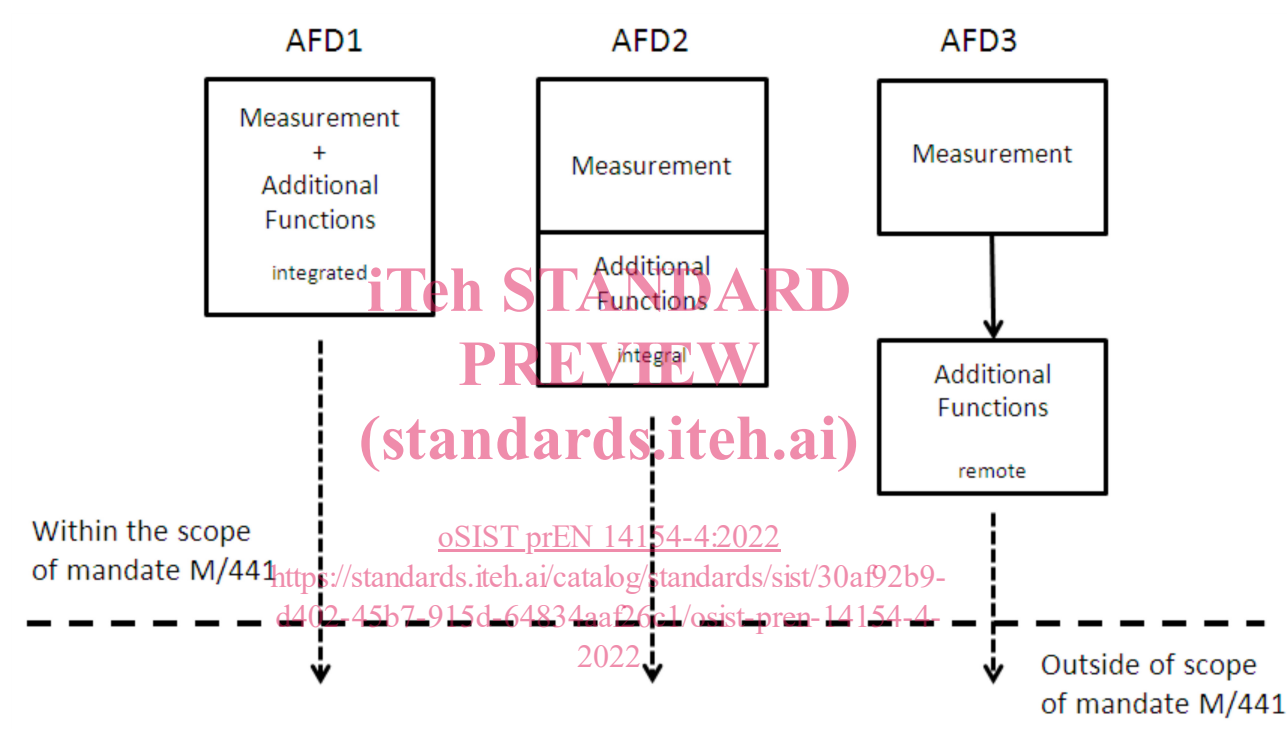 AFD1
AFD2
AFD3
Measurement
+
Additional
Functions
integrated
Measurement
Additional
Functions
integral
Measurement
Additional
Functions
remote
iTeh STANDARD
PREVIEW
(standards.iteh.ai)
Within the scope
of mandate M/441
oSIST prEN 14154-4:2022
https://standards.iteh.ai/catalog/standards/sist/30af92b9-
d402-45b7-915d-64834aaf26c1/osist-pren-14154-4-
2022
Outside of scope
of mandate M/441